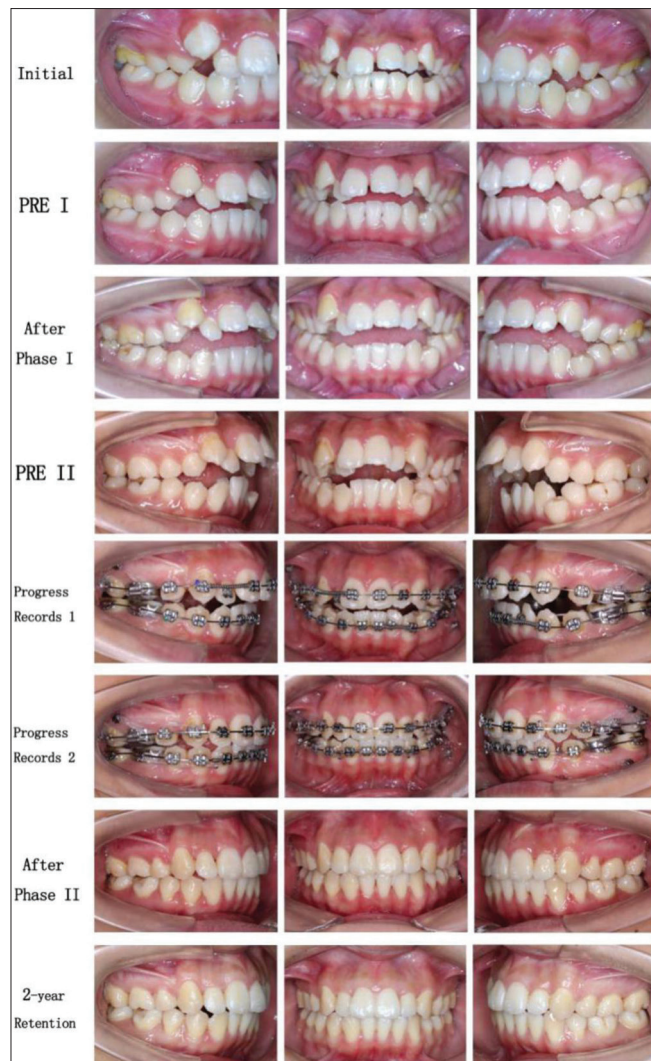 Initial
PRE I
After
Phase I
PRE II
Progress
Records 1
Progress
Records 2
After
Phase II
2-year
Retention